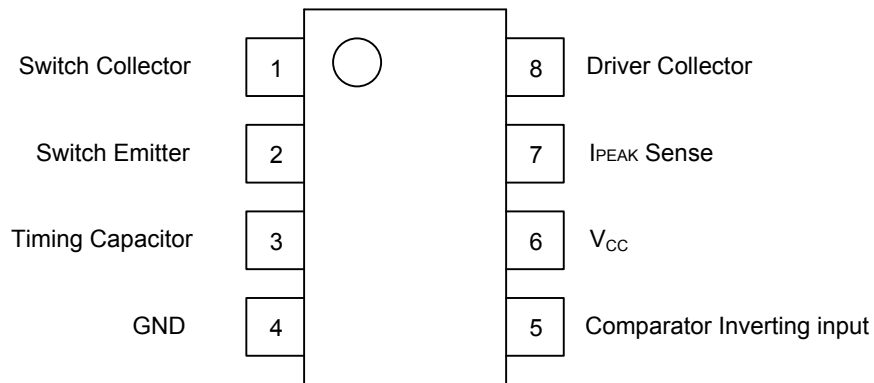 Switch Collector 1 8 Driver Collector
Switch Emitter 2 7 IPEAK Sense
Timing Capacitor 3 6 VCC
GND 4 5 Comparator Inverting input